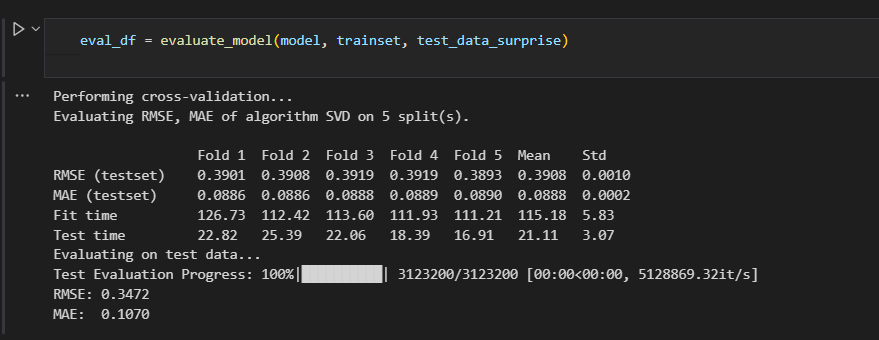 eval_df = evaluate_model(model, trainset, test_data_surprise)
Performing cross-validation...
Evaluating RMSE, MAE of algorithm SVD on 5 split(s).
Fold 1 Fold 2 Fold 3 Fold 4 Fold 5 Mean Std
RMSE (testset) 0.3901 0.3908 0.3919 0.3919 0.3893 0.3908 0.0010
MAE (testset) 0.0886 0.0886 0.0888 0.0889 0.0890 0.0888 0.0002
Fit time 126.73 112.42 113.60 111.93 111.21 115.18 5.83
Test time 22.82 25.39 22.06 18.39 16.91 21.11 3.07
Evaluating on test data...
Test Evaluation Progress: 100%|██████████| 3123200/3123200 [00:00<00:00, 5128869.32it/s]
RMSE: 0.3472
MAE: 0.1070